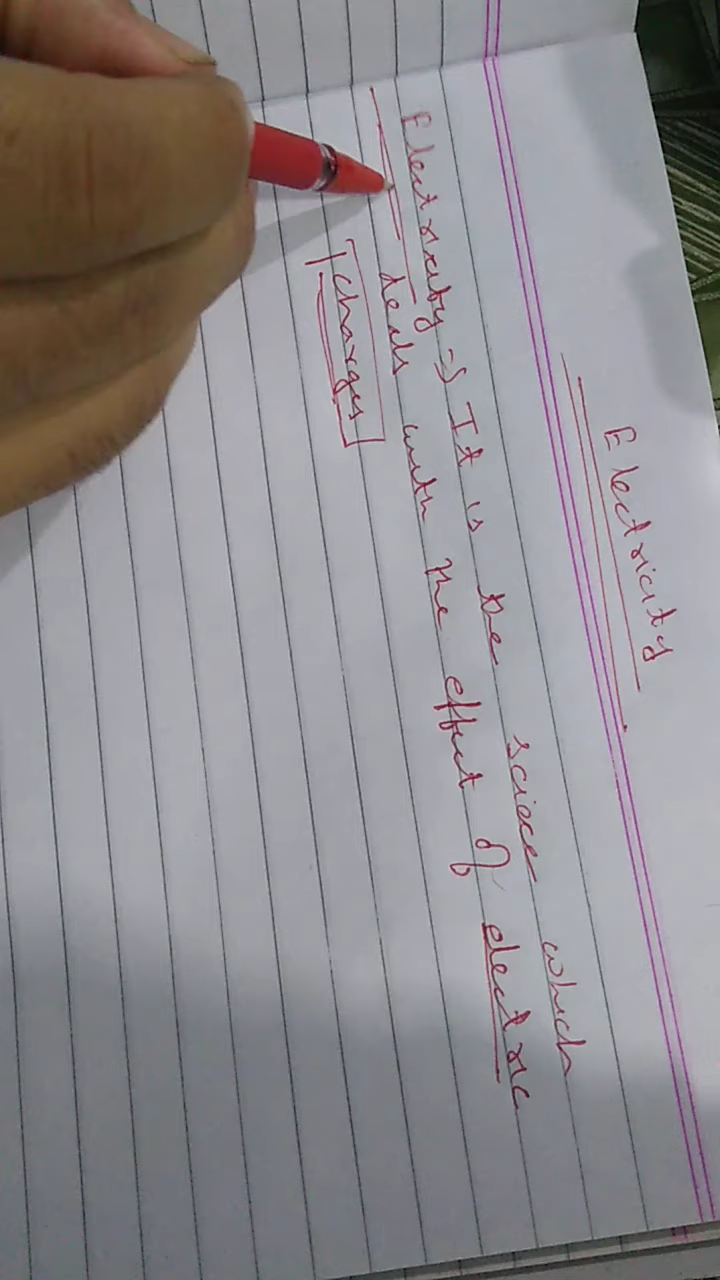 Electricity
Electricity → It is the science which
deals with the effect of electric
charges